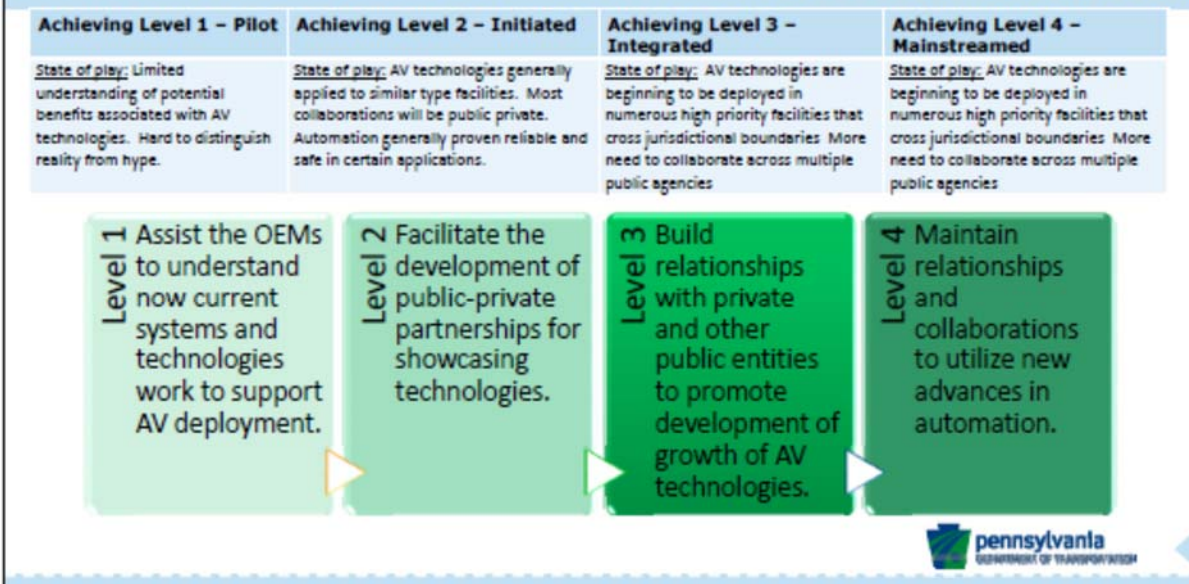 Achieving Level 1 – Pilot
State of play: Limited
understanding of potential
benefits associated with AV
technologies. Hard to distinguish
reality from hype.
Achieving Level 2 – Initiated
State of play: AV technologies generally
applied to similar type facilities. Most
collaborations will be public private.
Automation generally proven reliable and
safe in certain applications.
Achieving Level 3 –
Integrated
State of play: AV technologies are
beginning to be deployed in
numerous high priority facilities that
cross jurisdictional boundaries More
need to collaborate across multiple
public agencies
Achieving Level 4 –
Mainstreamed
State of play: AV technologies are
beginning to be deployed in
numerous high priority facilities that
cross jurisdictional boundaries More
need to collaborate across multiple
public agencies
Level 1
Assist the OEMs
to understand
now current
systems and
technologies
work to support
AV deployment.
Level 2
Facilitate the
development of
public-private
partnerships for
showcasing
technologies.
Level 3
Build
relationships
with private
and other
public entities
to promote
development of
growth of AV
technologies.
Level 4
Maintain
relationships
and
collaborations
to utilize new
advances in
automation.
pennsylvania
DEPARTMENT OF TRANSPORTATION